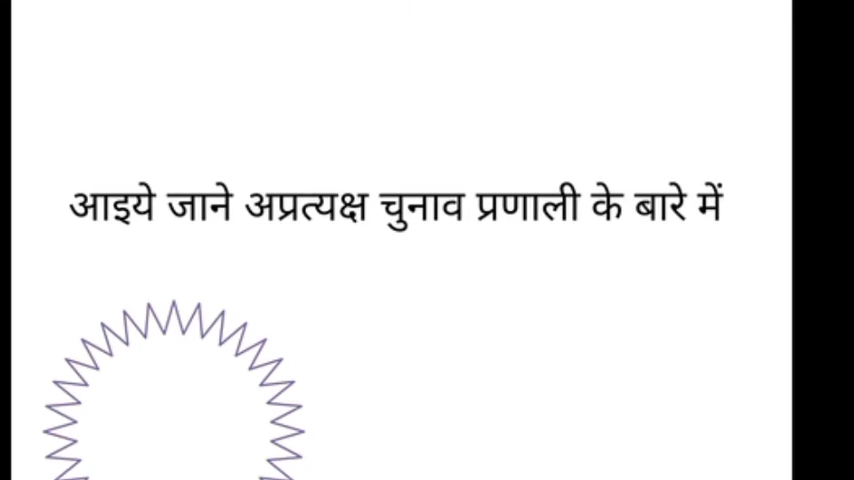 आइये जाने अप्रत्यक्ष चुनाव प्रणाली के बारे में